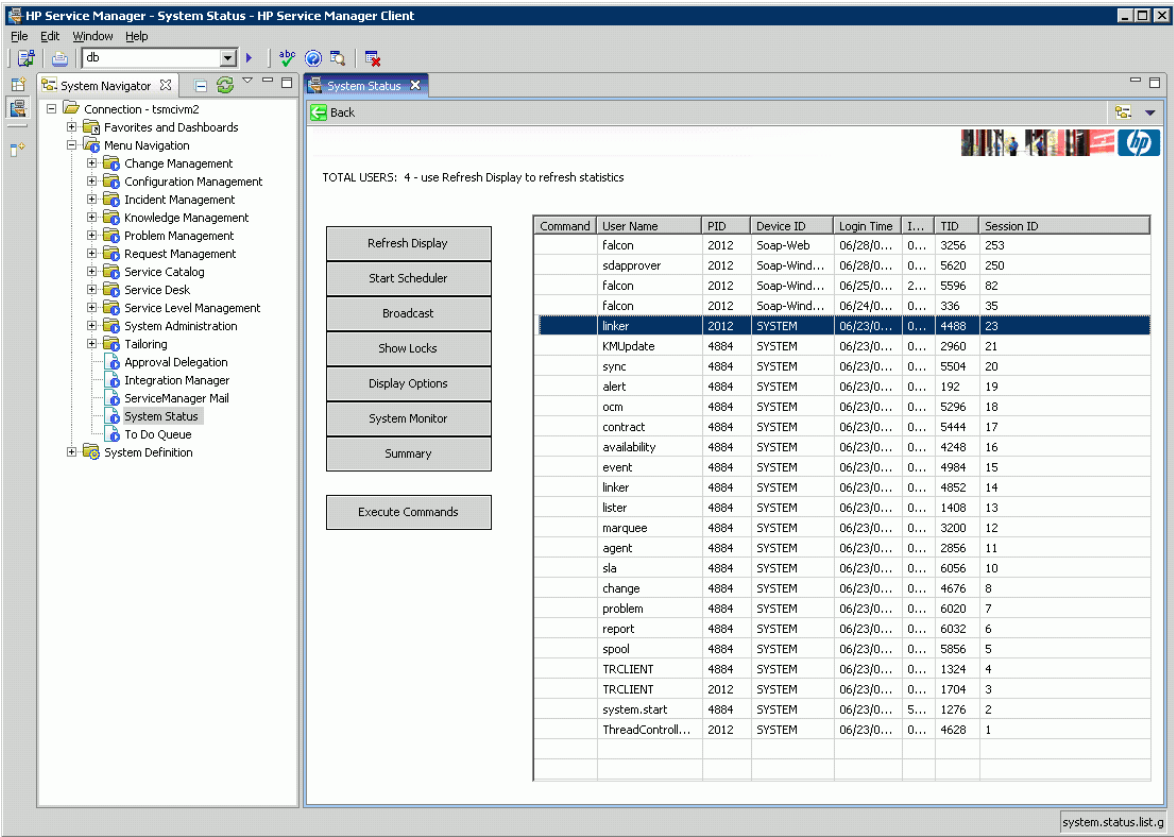 HP Service Manager - System Status - HP Service Manager Client
File Edit Window Help
db abc
System Navigator
System Status
Connection - tsmcivm2
Favorites and Dashboards
Menu Navigation
Change Management
Configuration Management
Incident Management
Knowledge Management
Problem Management
Request Management
Service Catalog
Service Desk
Service Level Management
System Administration
Tailoring
Approval Delegation
Integration Manager
ServiceManager Mail
System Status
To Do Queue
System Definition
Back
hp
TOTAL USERS: 4 - use Refresh Display to refresh statistics
Refresh Display
Start Scheduler
Broadcast
Show Locks
Display Options
System Monitor
Summary
Execute Commands
Command User Name PID Device ID Login Time I... TID Session ID
falcon 2012 Soap-Web 06/28/0... 0... 3256 253
sdapprover 2012 Soap-Wind... 06/28/0... 0... 5620 250
falcon 2012 Soap-Wind... 06/25/0... 2... 5596 82
falcon 2012 Soap-Wind... 06/24/0... 0... 336 35
linker 2012 SYSTEM 06/23/0... 0... 4488 23
KMUpdate 4884 SYSTEM 06/23/0... 0... 2960 21
sync 4884 SYSTEM 06/23/0... 0... 5504 20
alert 4884 SYSTEM 06/23/0... 0... 192 19
ocm 4884 SYSTEM 06/23/0... 0... 5296 18
contract 4884 SYSTEM 06/23/0... 0... 5444 17
availability 4884 SYSTEM 06/23/0... 0... 4248 16
event 4884 SYSTEM 06/23/0... 0... 4984 15
linker 4884 SYSTEM 06/23/0... 0... 4852 14
lister 4884 SYSTEM 06/23/0... 0... 1408 13
marquee 4884 SYSTEM 06/23/0... 0... 3200 12
agent 4884 SYSTEM 06/23/0... 0... 2856 11
sla 4884 SYSTEM 06/23/0... 0... 6056 10
change 4884 SYSTEM 06/23/0... 0... 4676 8
problem 4884 SYSTEM 06/23/0... 0... 6020 7
report 4884 SYSTEM 06/23/0... 0... 6032 6
spool 4884 SYSTEM 06/23/0... 0... 5856 5
TRCLIENT 4884 SYSTEM 06/23/0... 0... 1324 4
TRCLIENT 2012 SYSTEM 06/23/0... 0... 1704 3
system.start 4884 SYSTEM 06/23/0... 5... 1276 2
ThreadControll... 2012 SYSTEM 06/23/0... 0... 4628 1
system.status.list.g